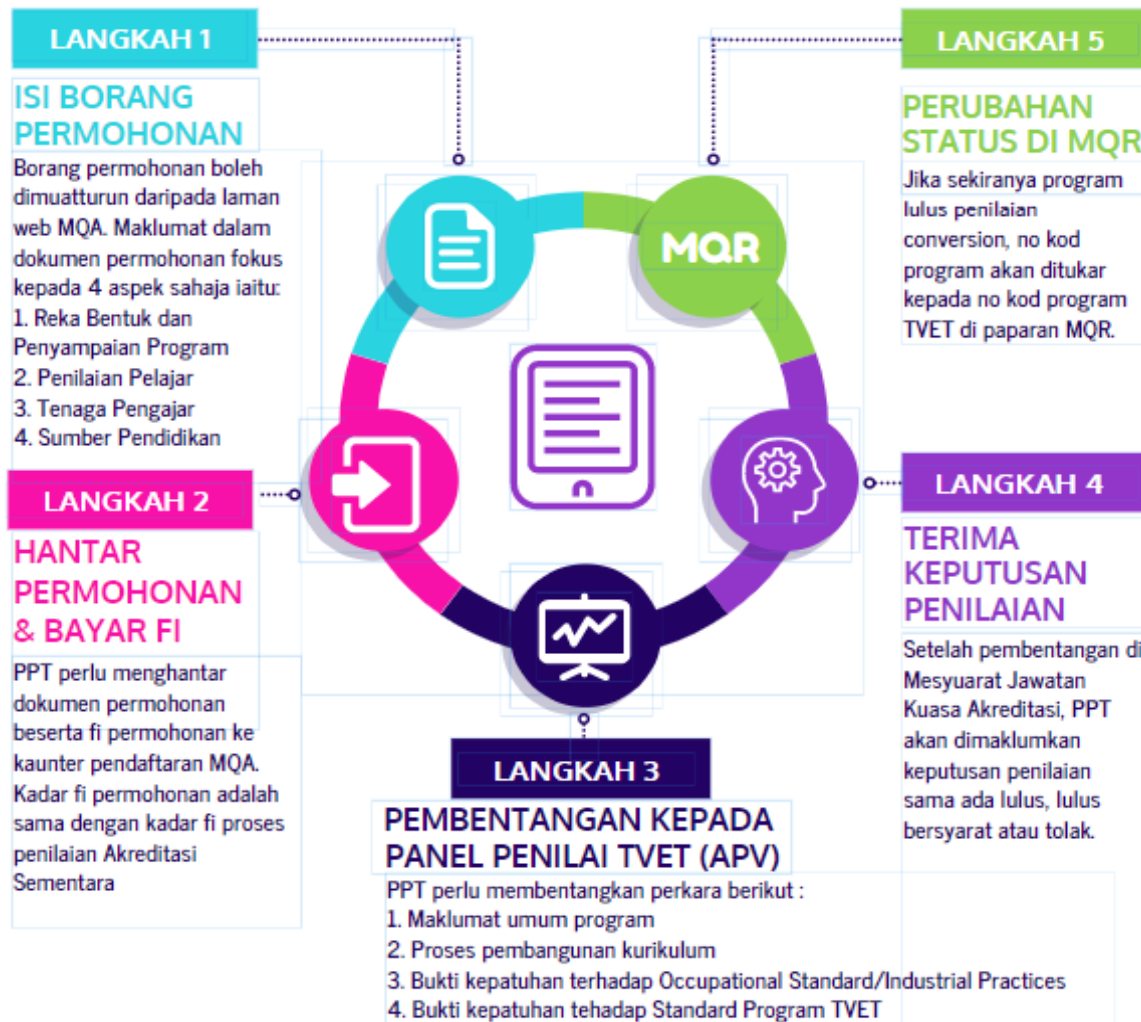 LANGKAH 1
ISI BORANG
PERMOHONAN
Borang permohonan boleh
dimuatturun daripada laman
web MQA. Maklumat dalam
dokumen permohonan fokus
kepada 4 aspek sahaja iaitu:
1. Reka Bentuk dan
Penyampaian Program
2. Penilaian Pelajar
3. Tenaga Pengajar
4. Sumber Pendidikan
LANGKAH 2
HANTAR
PERMOHONAN
& BAYAR FI
PPT perlu menghantar
dokumen permohonan
beserta fi permohonan ke
kaunter pendaftaran MQA.
Kadar fi permohonan adalah
sama dengan kadar fi proses
penilaian Akreditasi
Sementara
LANGKAH 3
PEMBENTANGAN KEPADA
PANEL PENILAI TVET (APV)
PPT perlu membentangkan perkara berikut :
1. Maklumat umum program
2. Proses pembangunan kurikulum
3. Bukti kepatuhan terhadap Occupational Standard/Industrial Practices
4. Bukti kepatuhan tehadap Standard Program TVET
LANGKAH 4
TERIMA
KEPUTUSAN
PENILAIAN
Setelah pembentangan di
Mesyuarat Jawatan
Kuasa Akreditasi, PPT
akan dimaklumkan
keputusan penilaian
sama ada lulus, lulus
bersyarat atau tolak.
LANGKAH 5
PERUBAHAN
STATUS DI MQR
Jika sekiranya program
lulus penilaian
conversion, no kod
program akan ditukar
kepada no kod program
TVET di paparan MQR.
MQR